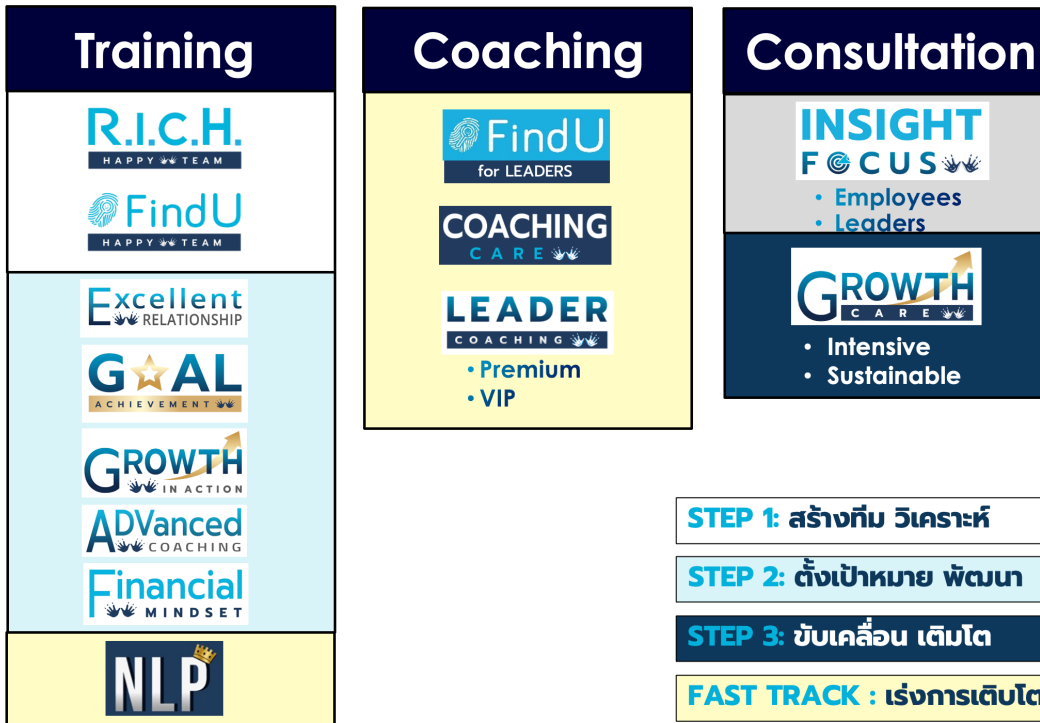 Training
R.I.C.H.
HAPPY TEAM
FindU
HAPPY TEAM
Excellent
RELATIONSHIP
GOAL
ACHIEVEMENT
GROWTH
IN ACTION
ADVanced
COACHING
Financial
MINDSET
NLP
Coaching
FindU
for LEADERS
COACHING
CARE
LEADER
COACHING
• Premium
• VIP
Consultation
INSIGHT
FOCUS
• Employees
• Leaders
GROWTH
CARE
• Intensive
• Sustainable
STEP 1: สร้างทีม วิเคราะห์
STEP 2: ตั้งเป้าหมาย พัฒนา
STEP 3: ขับเคลื่อน เติมโต
FAST TRACK : เร่งการเติบโต